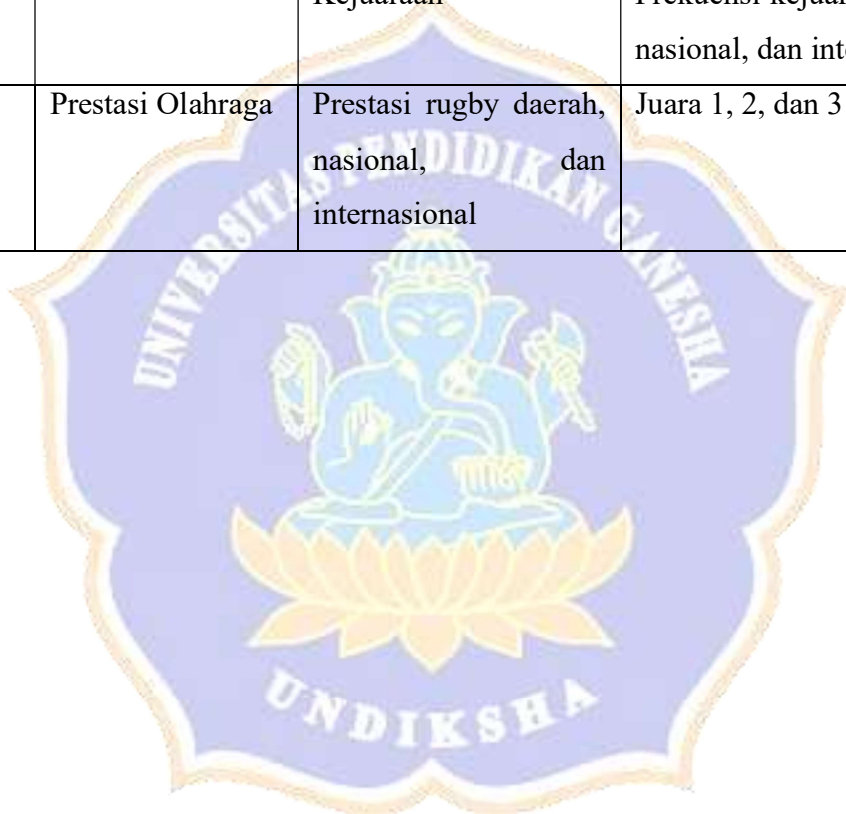 Kejuaraan
nasional, dan
Prestasi Olahraga
Prestasi rugby daerah,
nasional, dan
internasional
Juara 1, 2, dan 3
UNIVERSITAS PENDIDIKAN GANESHA
UNDIKSHA